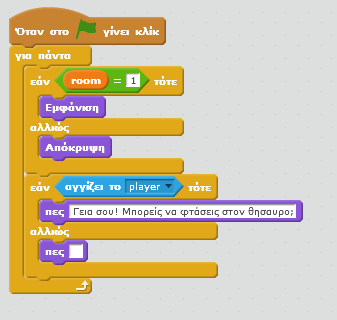 Όταν στο γίνει κλικ
για πάντα
εάν room = 1 τότε
Εμφάνιση
αλλιώς
Απόκρυψη
εάν αγγίζει το player τότε
πες Γεια σου! Μπορείς να φτάσεις στον θησαυρο;
αλλιώς
πες